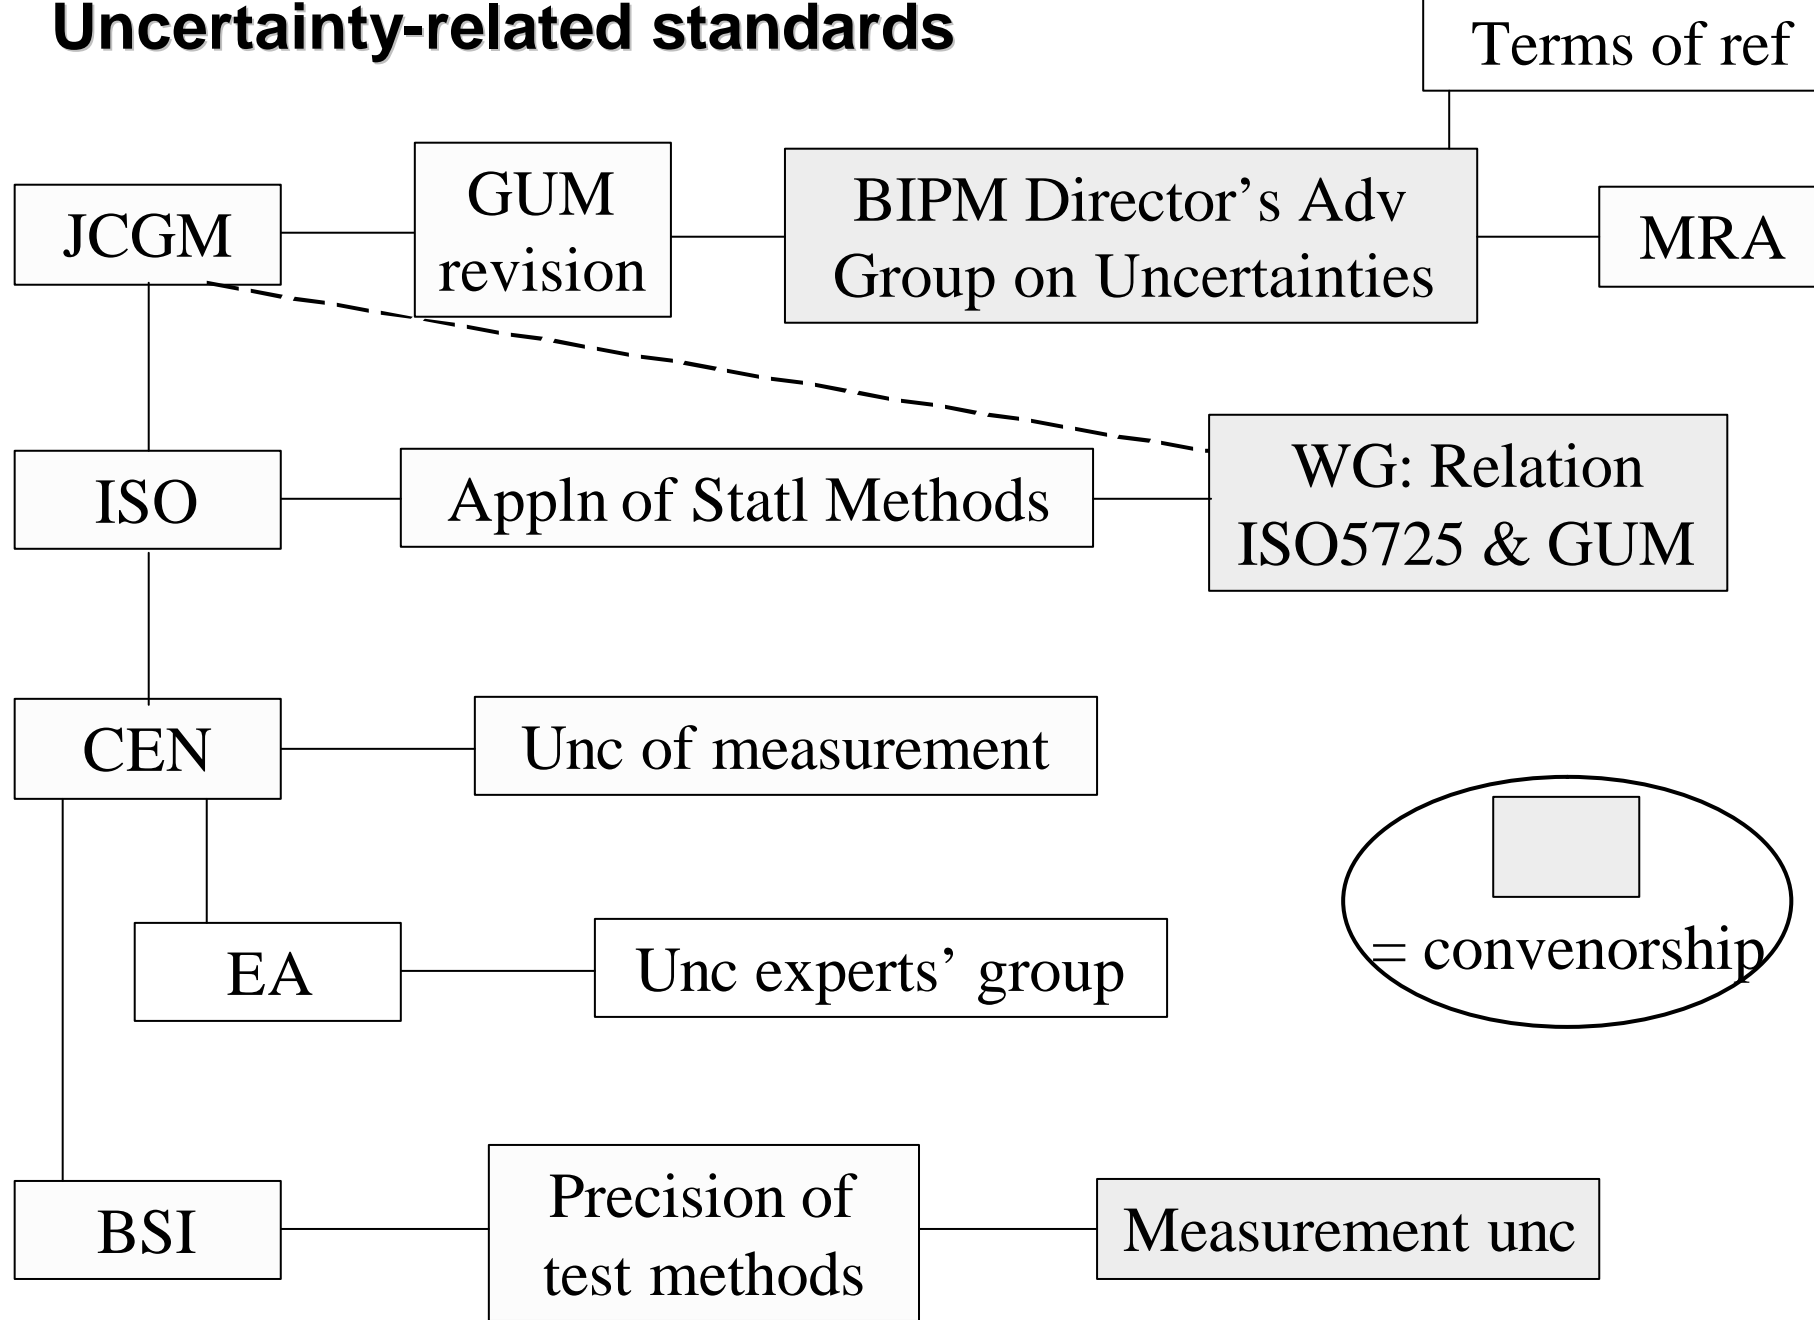 Uncertainty-related standards
Terms of ref
JCGM
GUM
revision
BIPM Director’s Adv
Group on Uncertainties
MRA
ISO
Appln of Statl Methods
WG: Relation
ISO5725 & GUM
CEN
Unc of measurement
= convenorship
EA
Unc experts’ group
BSI
Precision of
test methods
Measurement unc